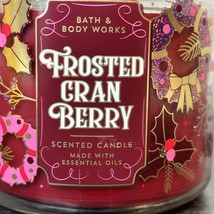 BATH &
BODY WORKS
FROSTED
CRAN
BERRY
SCENTED CANDLE
MADE WITH
ESSENTIAL OILS